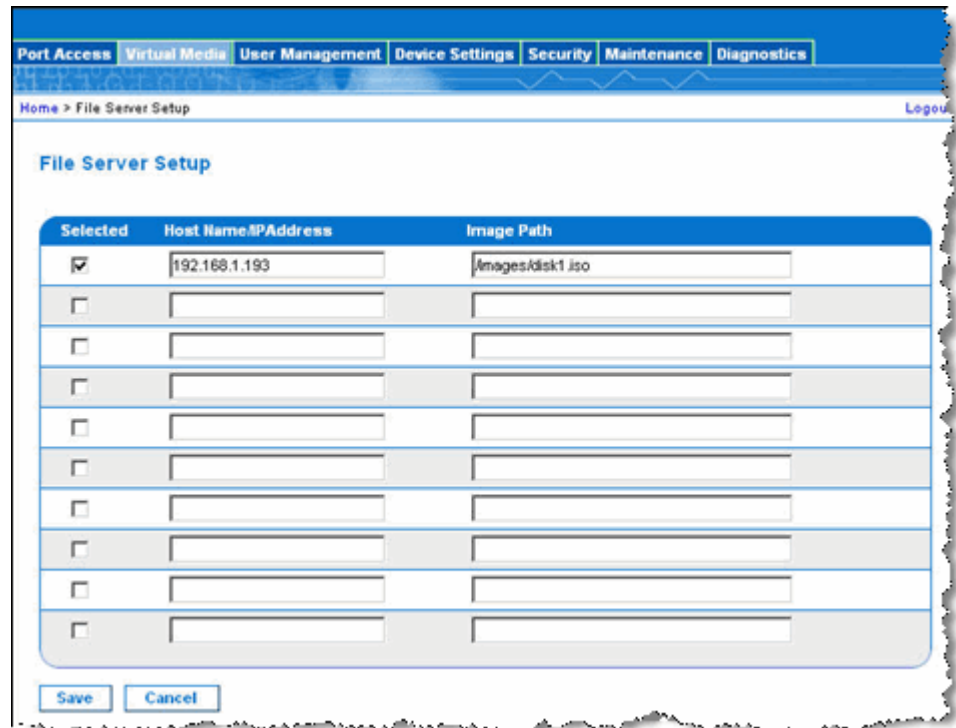 Port Access Virtual Media User Management Device Settings Security Maintenance Diagnostics
Home > File Server Setup Logou
File Server Setup
Selected Host Name/IPAddress Image Path
192.168.1.193 /images/disk1.iso
Save Cancel